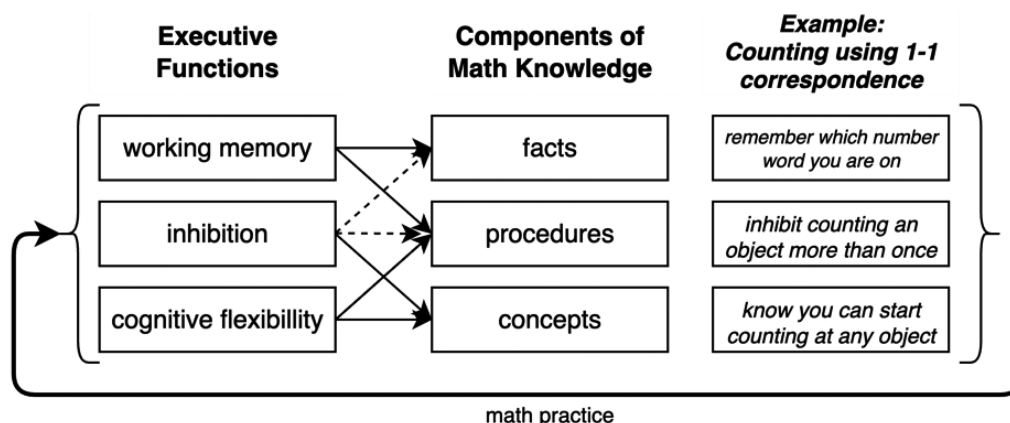 Executive
Functions
Components of
Math Knowledge
Example:
Counting using 1-1
correspondence
working memory
facts
remember which number
word you are on
inhibition
procedures
inhibit counting an
object more than once
cognitive flexibillity
concepts
know you can start
counting at any object
math practice